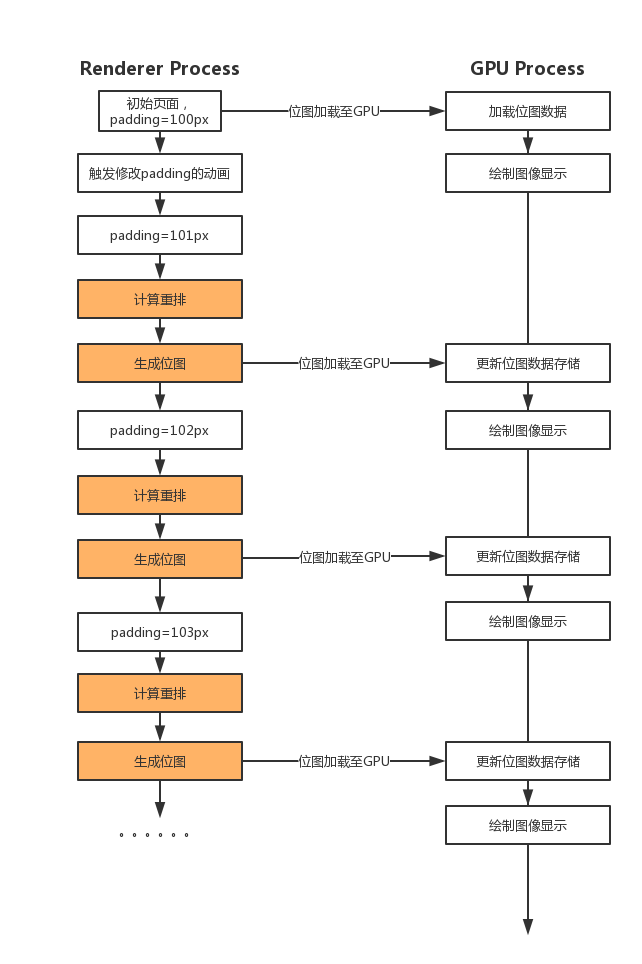 Renderer Process
GPU Process
初始页面，
padding=100px
位图加载至GPU
加载位图数据
触发修改padding的动画
绘制图像显示
padding=101px
计算重排
生成位图
位图加载至GPU
更新位图数据存储
padding=102px
绘制图像显示
计算重排
生成位图
位图加载至GPU
更新位图数据存储
绘制图像显示
padding=103px
计算重排
生成位图
位图加载至GPU
更新位图数据存储
绘制图像显示
。。。。。。